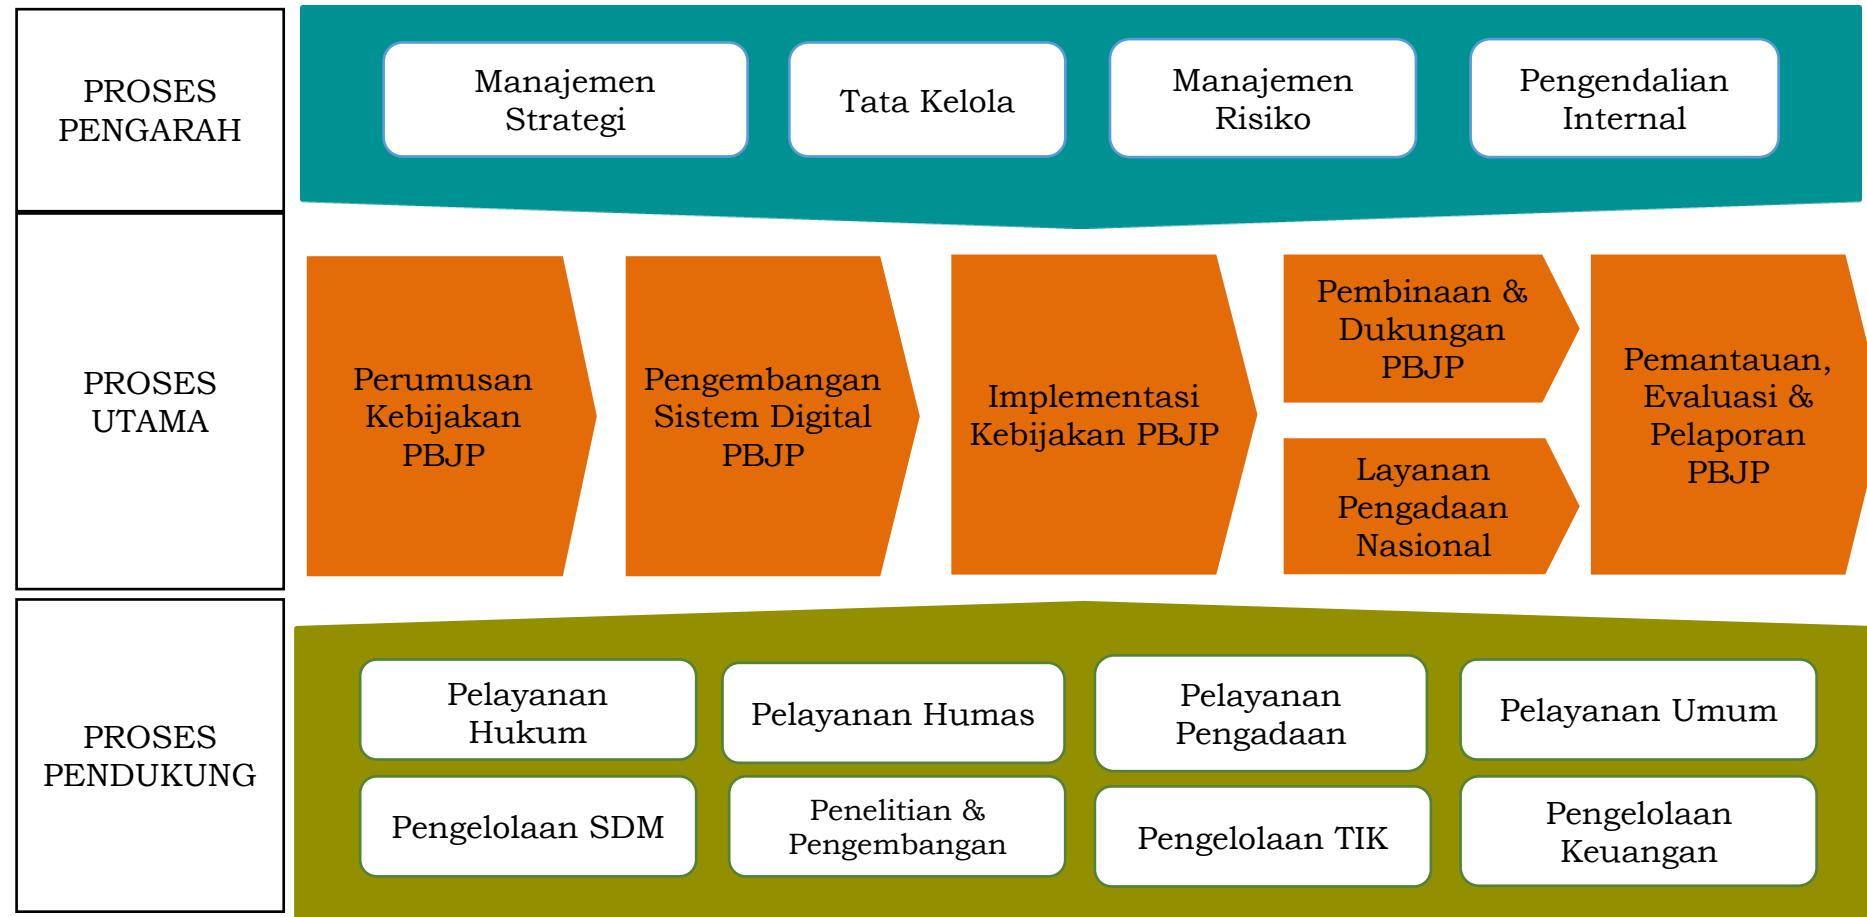 PROSES
PENGARAH
Manajemen
Strategi
Tata Kelola
Manajemen
Risiko
Pengendalian
Internal
PROSES
UTAMA
Perumusan
Kebijakan
PBJP
Pengembangan
Sistem Digital
PBJP
Implementasi
Kebijakan PBJP
Pembinaan &
Dukungan
PBJP
Layanan
Pengadaan
Nasional
Pemantauan,
Evaluasi &
Pelaporan
PBJP
PROSES
PENDUKUNG
Pelayanan
Hukum
Pelayanan Humas
Pelayanan
Pengadaan
Pelayanan Umum
Pengelolaan SDM
Penelitian &
Pengembangan
Pengelolaan TIK
Pengelolaan
Keuangan